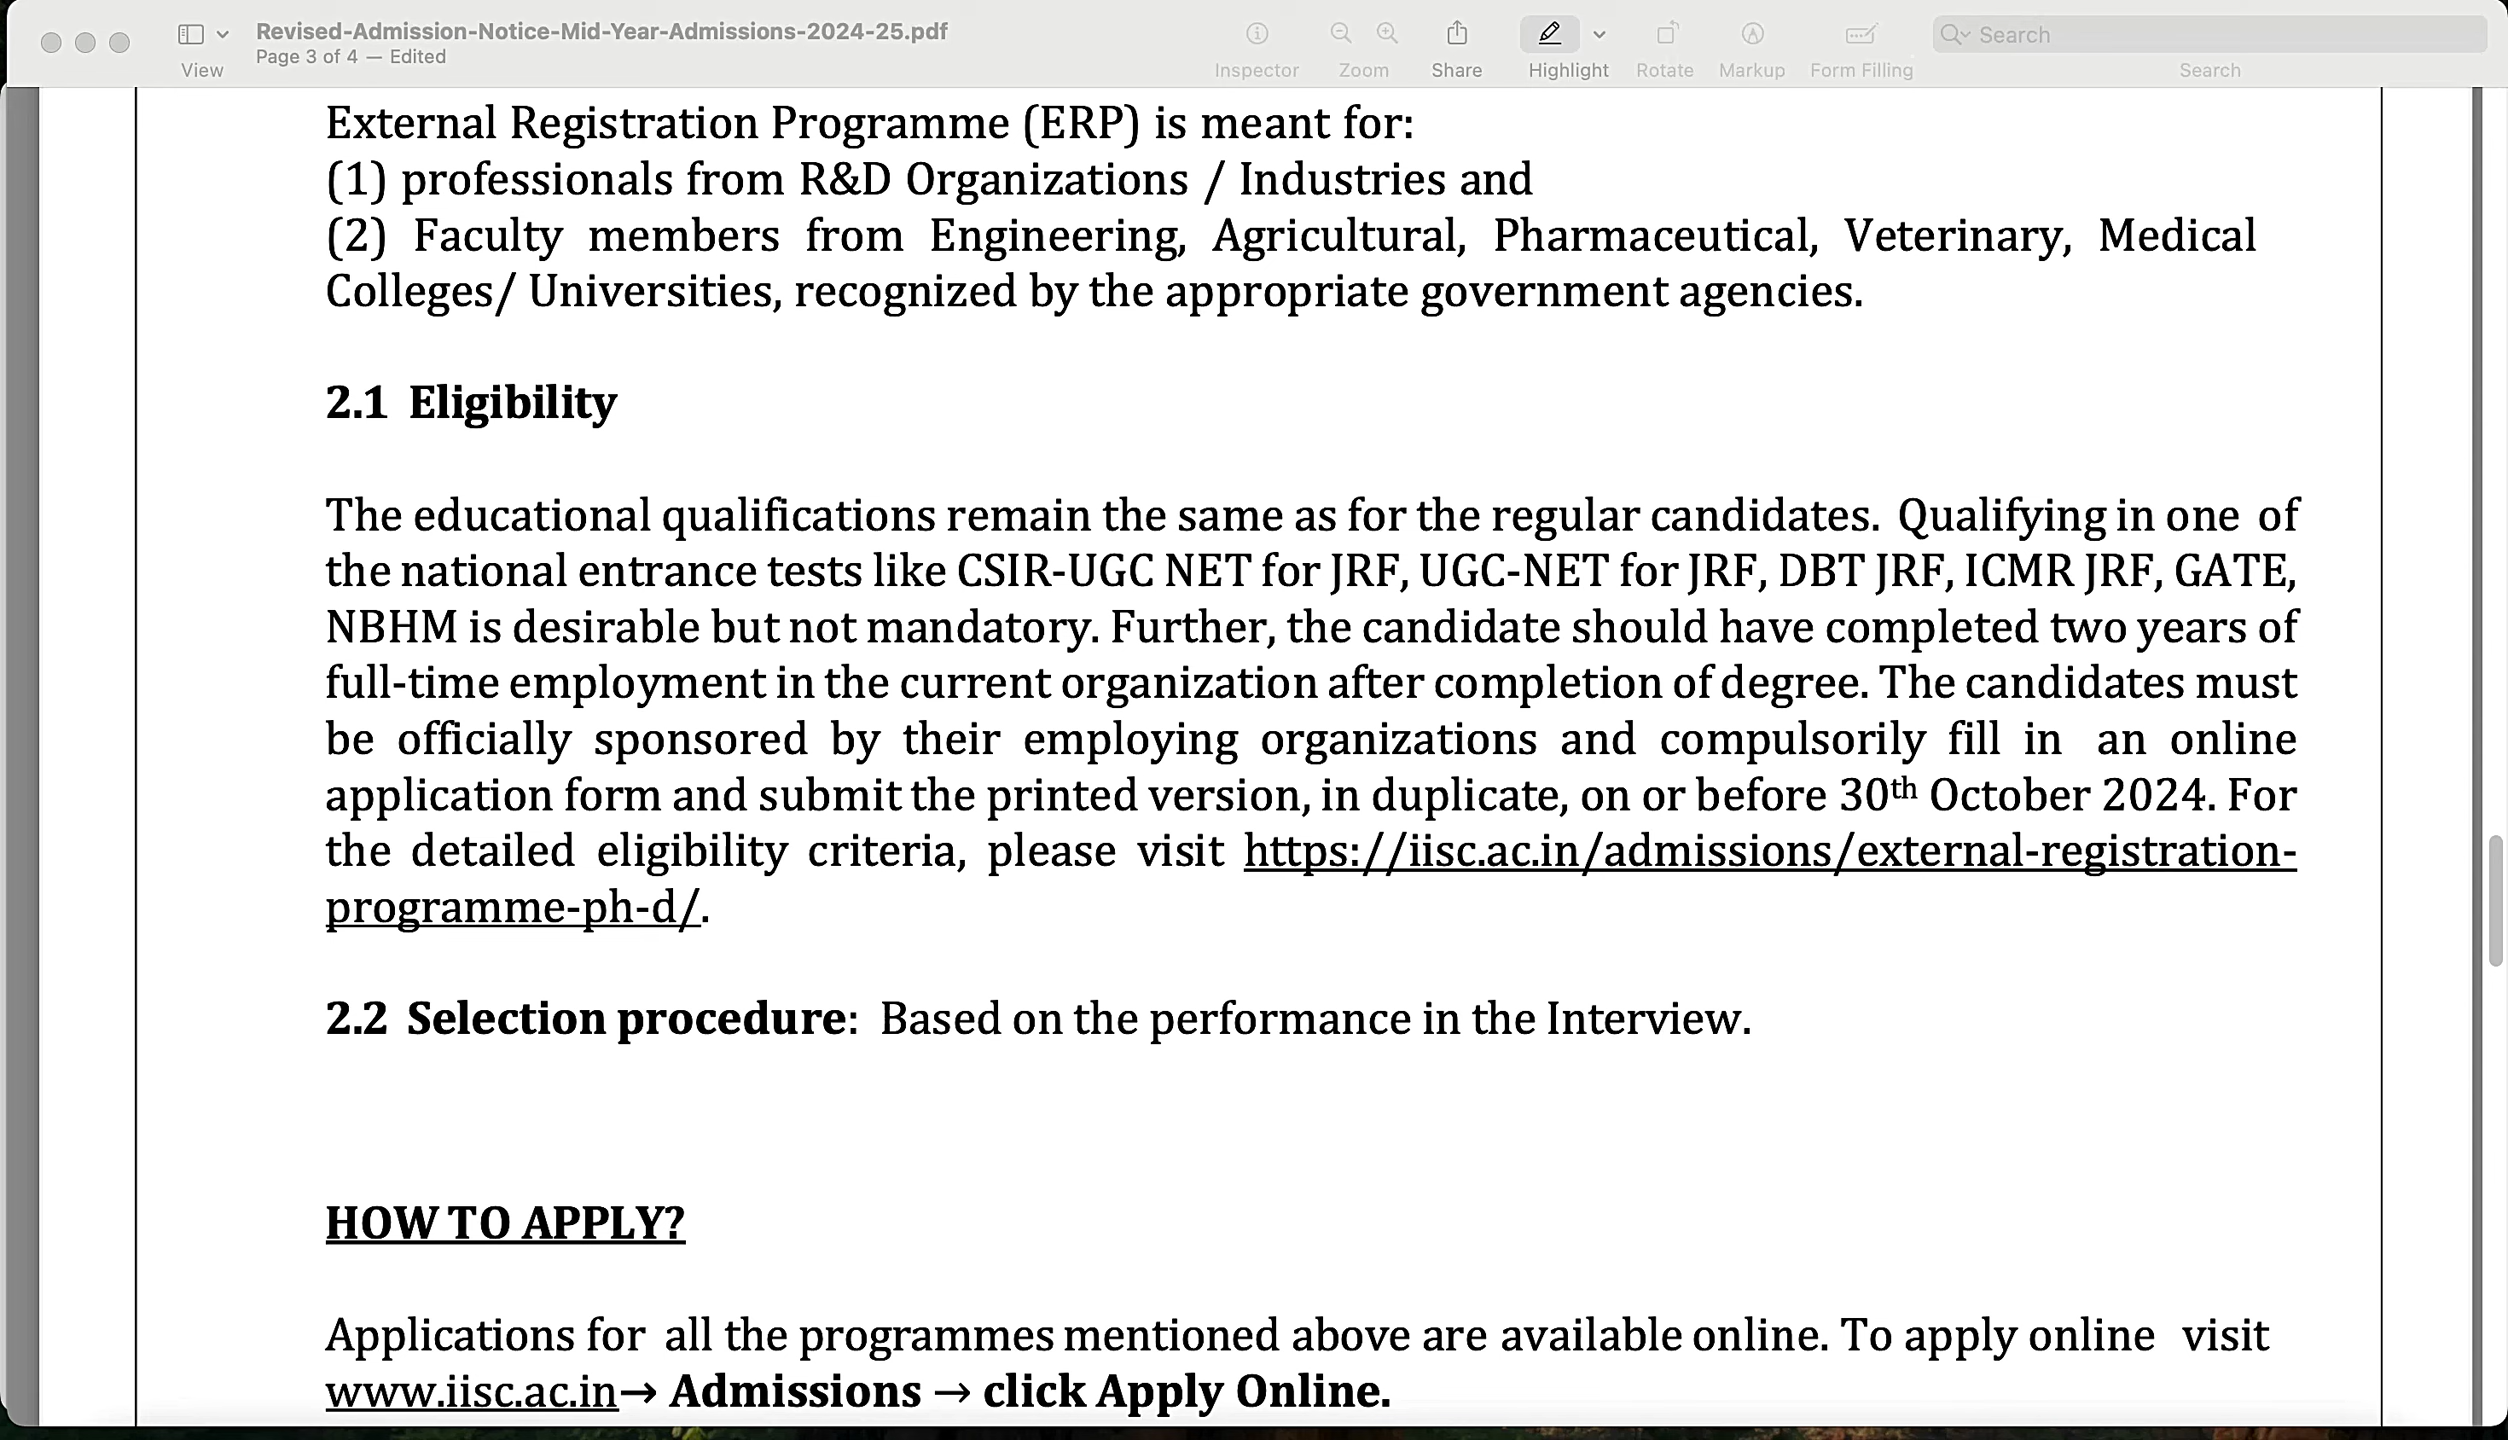 Revised-Admission-Notice-Mid-Year-Admissions-2024-25.pdf
Page 3 of 4 — Edited
View
Inspector
Zoom
Share
Highlight
Rotate
Markup
Form Filling
Search
Search
External Registration Programme (ERP) is meant for:
(1) professionals from R&D Organizations / Industries and
(2) Faculty members from Engineering, Agricultural, Pharmaceutical, Veterinary, Medical
Colleges/ Universities, recognized by the appropriate government agencies.
2.1 Eligibility
The educational qualifications remain the same as for the regular candidates. Qualifying in one of
the national entrance tests like CSIR-UGC NET for JRF, UGC-NET for JRF, DBT JRF, ICMR JRF, GATE,
NBHM is desirable but not mandatory. Further, the candidate should have completed two years of
full-time employment in the current organization after completion of degree. The candidates must
be officially sponsored by their employing organizations and compulsorily fill in an online
application form and submit the printed version, in duplicate, on or before 30th October 2024. For
the detailed eligibility criteria, please visit https://iisc.ac.in/admissions/external-registration-
programme-ph-d/.
2.2 Selection procedure: Based on the performance in the Interview.
HOW TO APPLY?
Applications for all the programmes mentioned above are available online. To apply online visit
www.iisc.ac.in→ Admissions → click Apply Online.